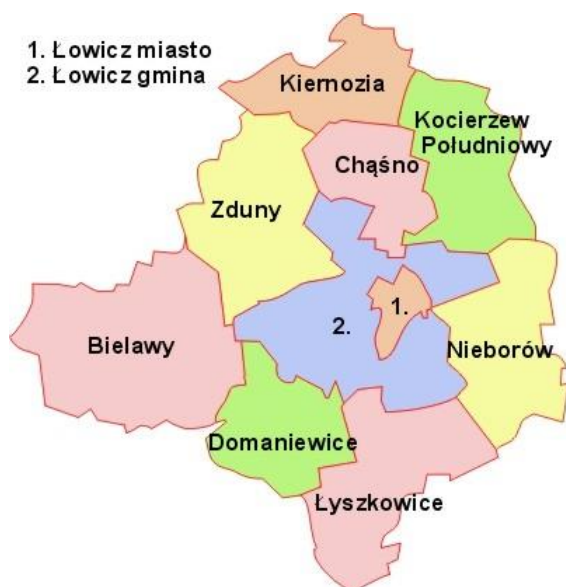 1. Łowicz miasto
2. Łowicz gmina
Kiernozia
Kocierzew
Południowy
Chąśno
Zduny
1.
2.
Bielawy
Nieborów
Domaniewice
Łyszkowice